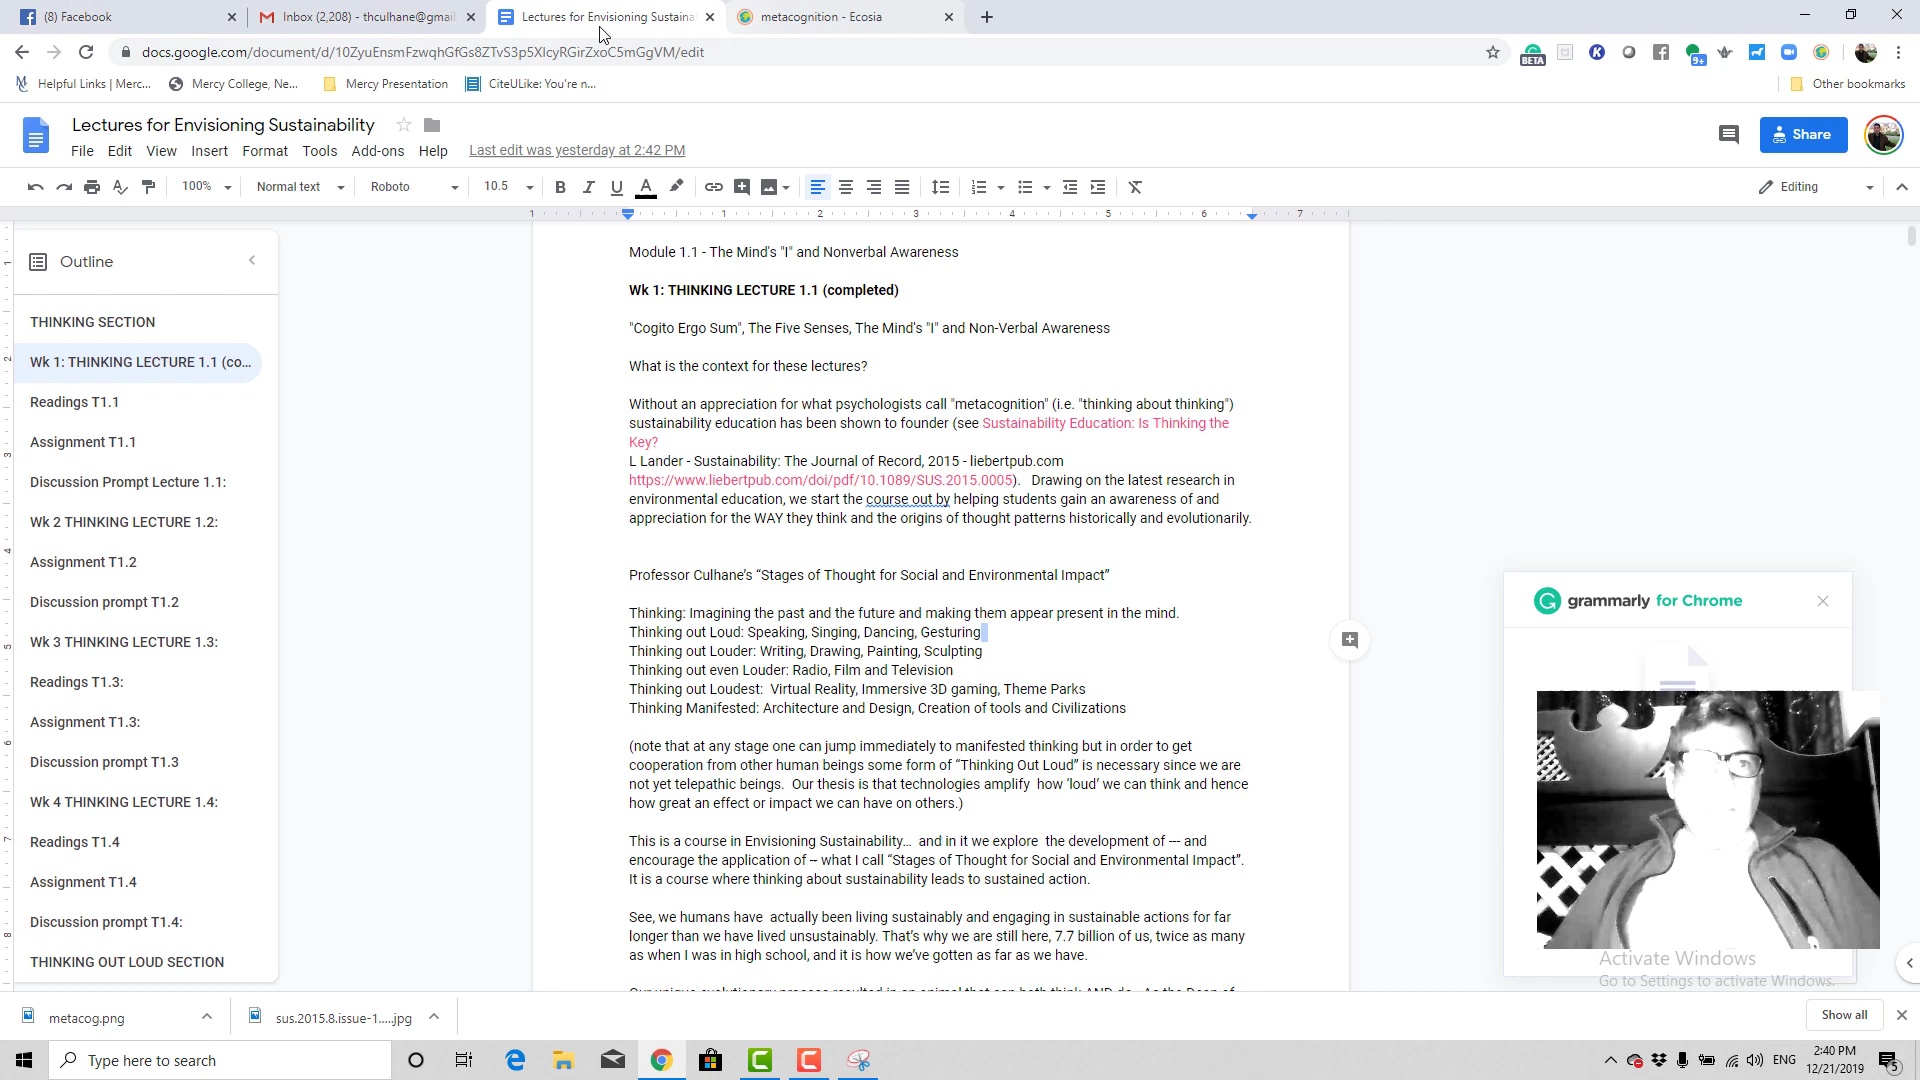 (8) Facebook
Inbox (2,208) - thculhane@gmail.
Lectures for Envisioning Sustaina
metacognition - Ecosia
docs.google.com/document/d/10ZyuEnsmFzwqhGfGs8ZTvS3p5XIcyRGirZxoC5mGgVM/edit
BETA
9+
Helpful Links | Merc...
Mercy College, Ne...
Mercy Presentation
CiteULike: You're n...
Other bookmarks
Lectures for Envisioning Sustainability
File Edit View Insert Format Tools Add-ons Help Last edit was yesterday at 2:42 PM
Share
100% Normal text Roboto 10.5 B I U A Editing
1 1 2 3 4 5 6 7
Outline
THINKING SECTION
Wk 1: THINKING LECTURE 1.1 (co...
Readings T1.1
Assignment T1.1
Discussion Prompt Lecture 1.1:
Wk 2 THINKING LECTURE 1.2:
Assignment T1.2
Discussion prompt T1.2
Wk 3 THINKING LECTURE 1.3:
Readings T1.3:
Assignment T1.3:
Discussion prompt T1.3
Wk 4 THINKING LECTURE 1.4:
Readings T1.4
Assignment T1.4
Discussion prompt T1.4:
THINKING OUT LOUD SECTION
Module 1.1 - The Mind's "I" and Nonverbal Awareness
Wk 1: THINKING LECTURE 1.1 (completed)
"Cogito Ergo Sum", The Five Senses, The Mind's "I" and Non-Verbal Awareness
What is the context for these lectures?
Without an appreciation for what psychologists call "metacognition" (i.e. "thinking about thinking")
sustainability education has been shown to founder (see Sustainability Education: Is Thinking the
Key?
L Lander - Sustainability: The Journal of Record, 2015 - liebertpub.com
https://www.liebertpub.com/doi/pdf/10.1089/SUS.2015.0005). Drawing on the latest research in
environmental education, we start the course out by helping students gain an awareness of and
appreciation for the WAY they think and the origins of thought patterns historically and evolutionarily.
Professor Culhane’s “Stages of Thought for Social and Environmental Impact”
Thinking: Imagining the past and the future and making them appear present in the mind.
Thinking out Loud: Speaking, Singing, Dancing, Gesturing
Thinking out Louder: Writing, Drawing, Painting, Sculpting
Thinking out even Louder: Radio, Film and Television
Thinking out Loudest: Virtual Reality, Immersive 3D gaming, Theme Parks
Thinking Manifested: Architecture and Design, Creation of tools and Civilizations
(note that at any stage one can jump immediately to manifested thinking but in order to get
cooperation from other human beings some form of “Thinking Out Loud” is necessary since we are
not yet telepathic beings. Our thesis is that technologies amplify how ‘loud’ we can think and hence
how great an effect or impact we can have on others.)
This is a course in Envisioning Sustainability… and in it we explore the development of --- and
encourage the application of -- what I call “Stages of Thought for Social and Environmental Impact”.
It is a course where thinking about sustainability leads to sustained action.
See, we humans have actually been living sustainably and engaging in sustainable actions for far
longer than we have lived unsustainably. That’s why we are still here, 7.7 billion of us, twice as many
as when I was in high school, and it is how we’ve gotten as far as we have.
grammarly for Chrome
Activate Windows
Go to Settings to activate Windows.
metacog.png
sus.2015.8.issue-1.....jpg
Show all
Type here to search
ENG
2:40 PM
12/21/2019
5